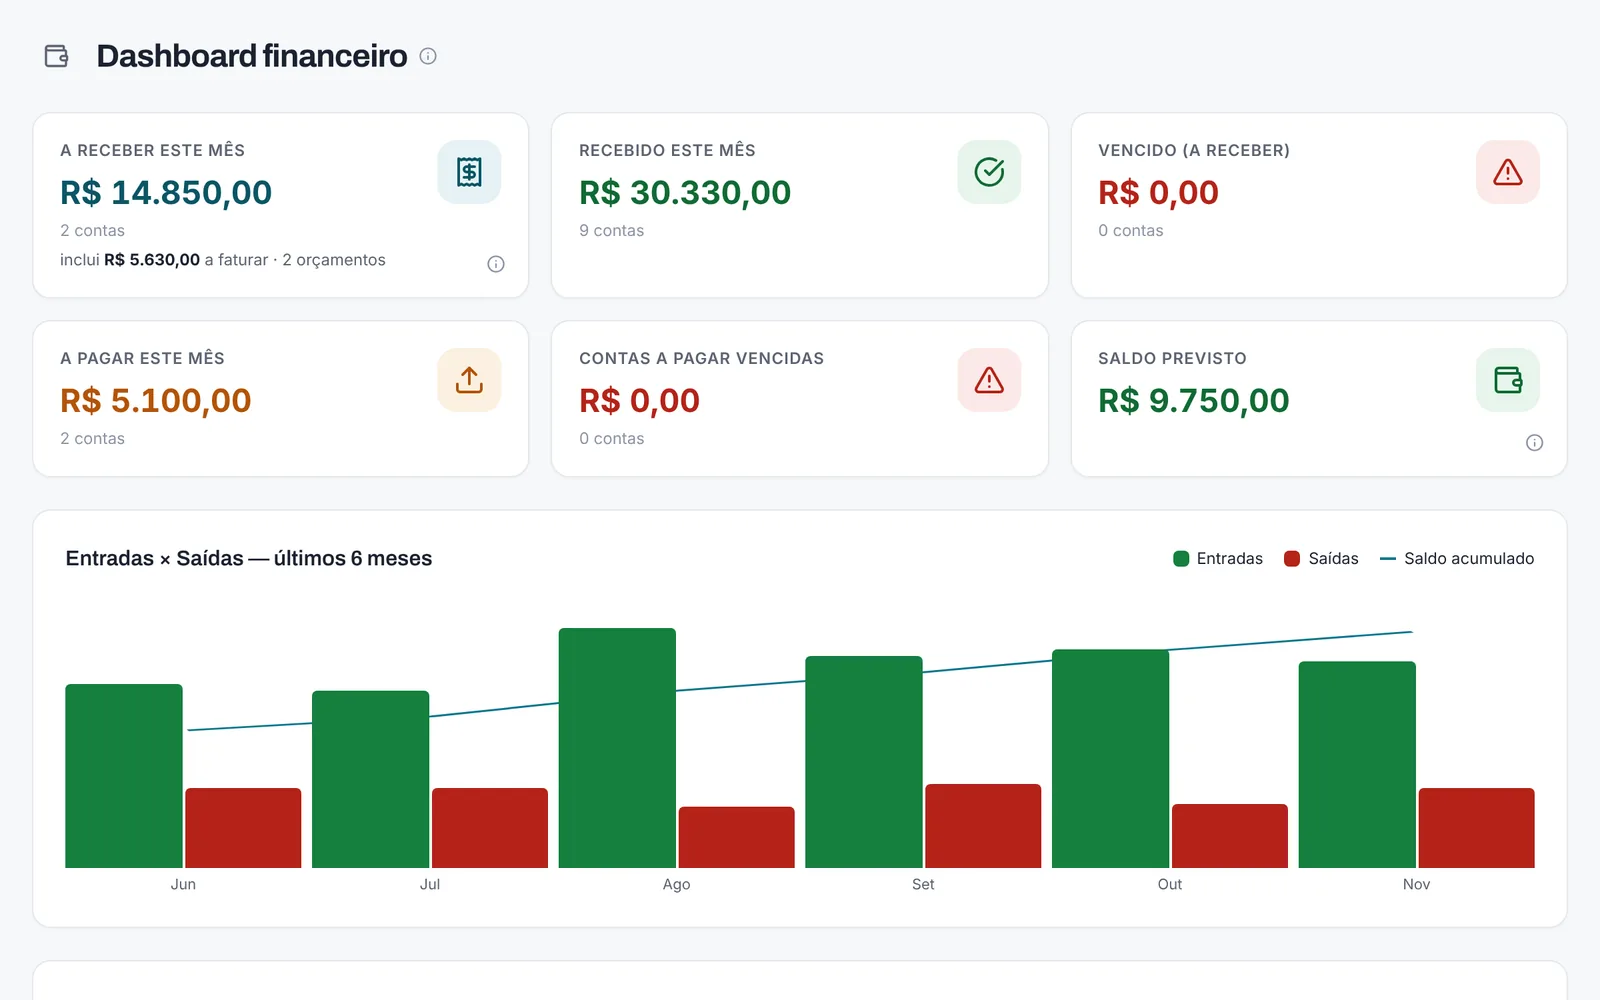 Dashboard financeiro
A RECEBER ESTE MÊS
R$ 14.850,00
2 contas
inclui R$ 5.630,00 a faturar · 2 orçamentos
RECEBIDO ESTE MÊS
R$ 30.330,00
9 contas
VENCIDO (A RECEBER)
R$ 0,00
0 contas
A PAGAR ESTE MÊS
R$ 5.100,00
2 contas
CONTAS A PAGAR VENCIDAS
R$ 0,00
0 contas
SALDO PREVISTO
R$ 9.750,00
Entradas × Saídas — últimos 6 meses
Entradas
Saídas
Saldo acumulado
Jun
Jul
Ago
Set
Out
Nov